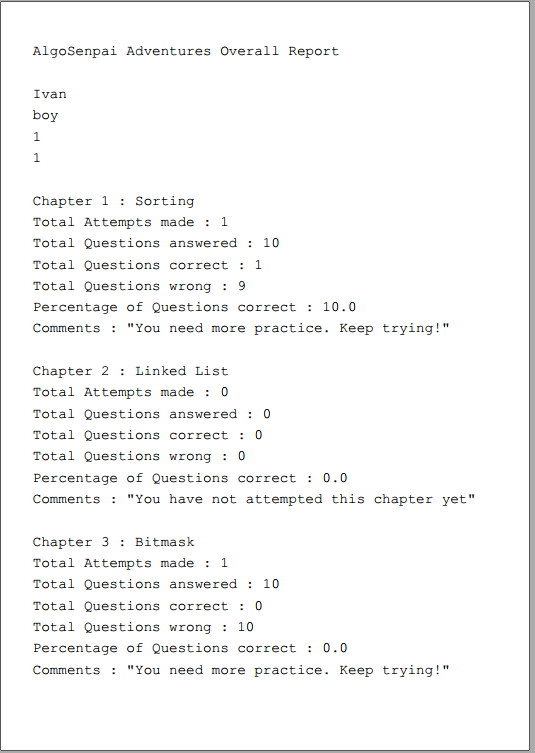 AlgoSenpai Adventures Overall Report
Ivan
boy
1
1
Chapter 1 : Sorting
Total Attempts made : 1
Total Questions answered : 10
Total Questions correct : 1
Total Questions wrong : 9
Percentage of Questions correct : 10.0
Comments : "You need more practice. Keep trying!"
Chapter 2 : Linked List
Total Attempts made : 0
Total Questions answered : 0
Total Questions correct : 0
Total Questions wrong : 0
Percentage of Questions correct : 0.0
Comments : "You have not attempted this chapter yet"
Chapter 3 : Bitmask
Total Attempts made : 1
Total Questions answered : 10
Total Questions correct : 0
Total Questions wrong : 10
Percentage of Questions correct : 0.0
Comments : "You need more practice. Keep trying!"